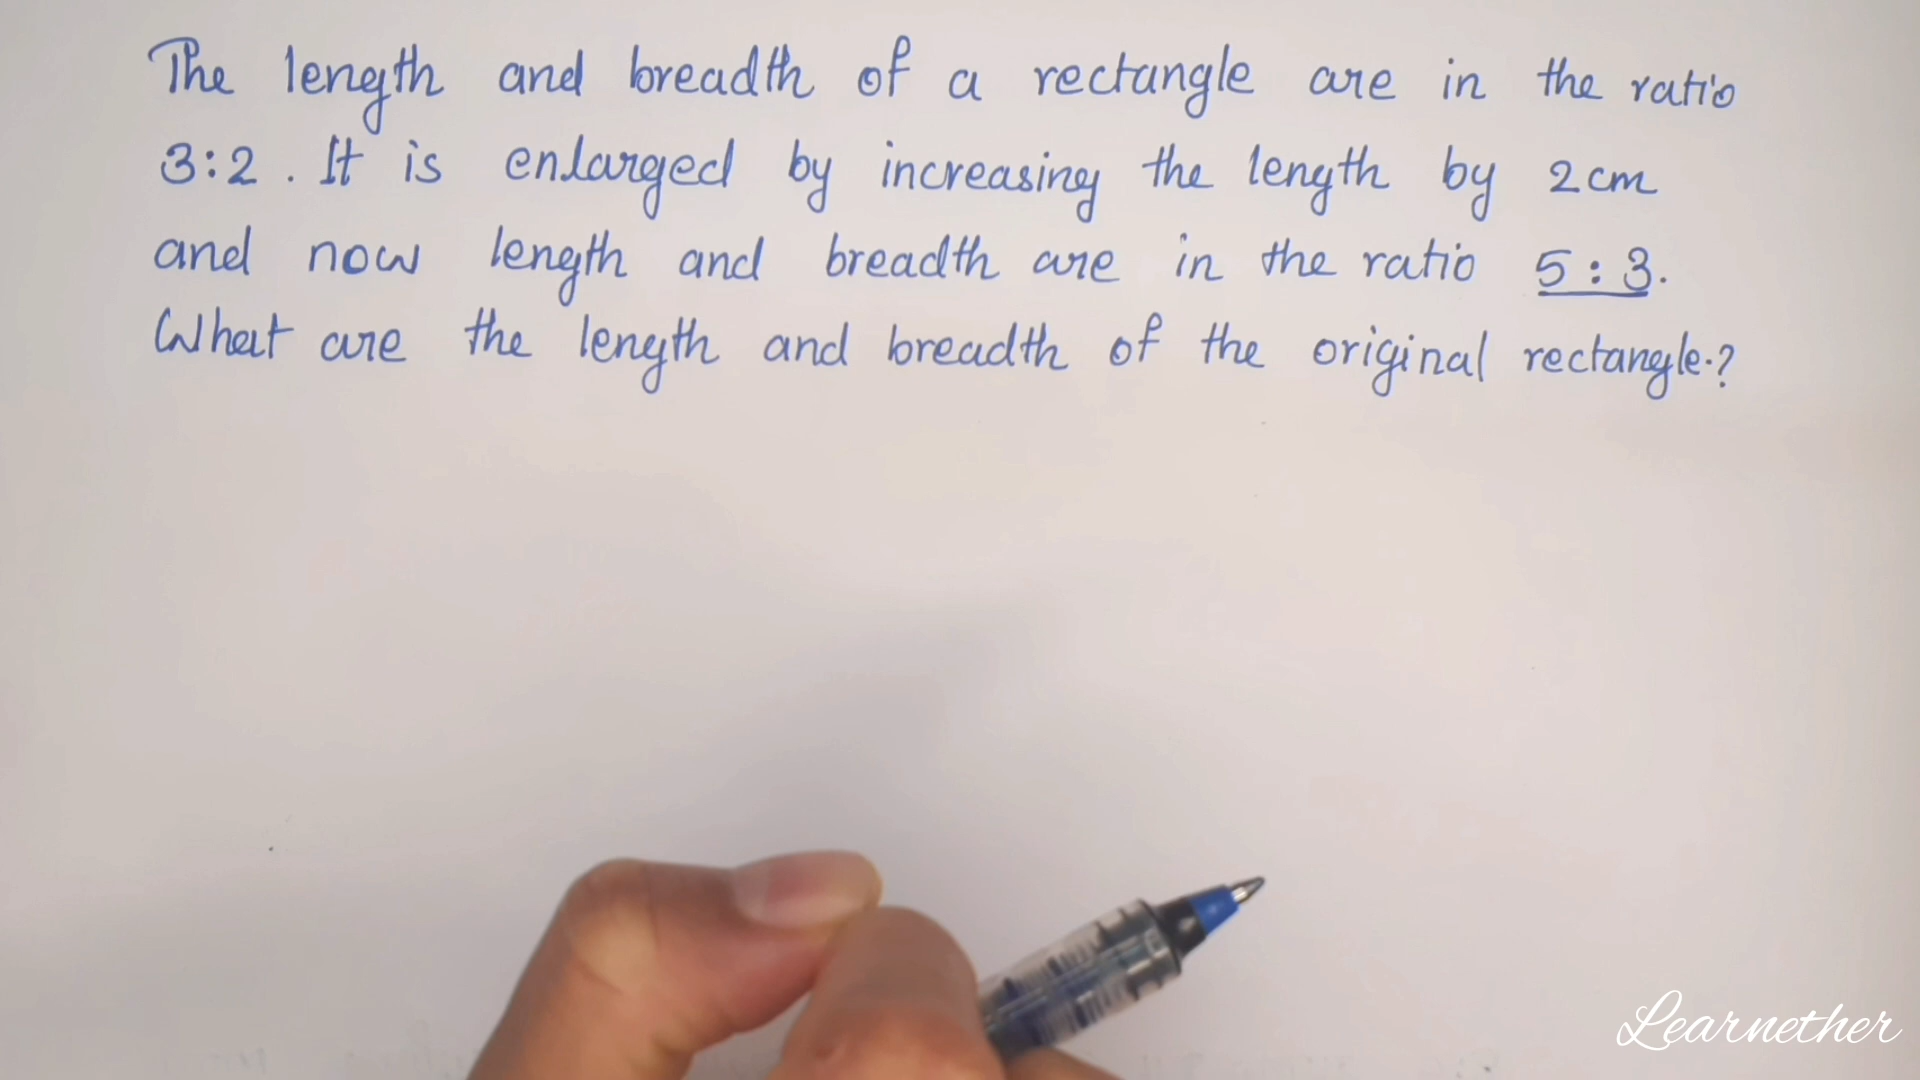 The length and breadth of a rectangle are in the ratio
3:2. It is enlarged by increasing the length by 2cm
and now length and breadth are in the ratio 5:3.
What are the length and breadth of the original rectangle.?
Learnether